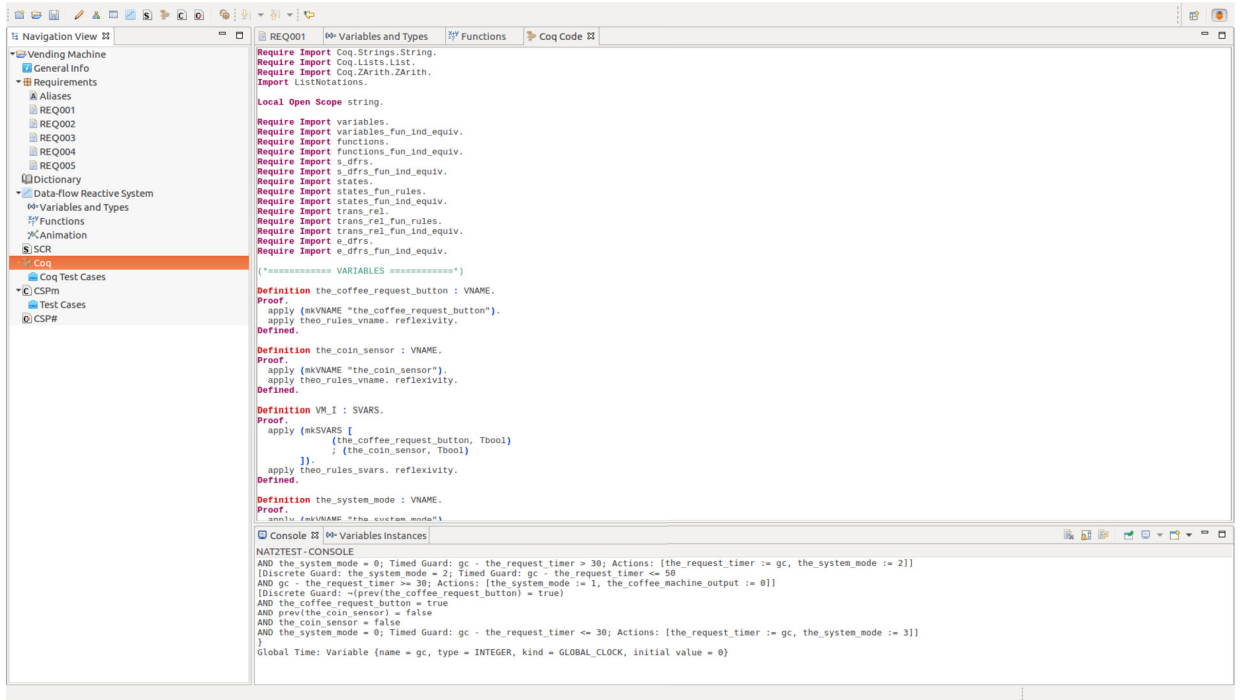 Navigation View
Vending Machine
General Info
Requirements
Aliases
REQ001
REQ002
REQ003
REQ004
REQ005
Dictionary
Data-flow Reactive System
Variables and Types
Functions
Animation
SCR
Coq
Coq Test Cases
CSPm
Test Cases
CSP#
REQ001 Variables and Types Functions Coq Code
Require Import Coq.Strings.String.
Require Import Coq.Lists.List.
Require Import Coq.ZArith.ZArith.
Import ListNotations.
Local Open Scope string.
Require Import variables.
Require Import variables_fun_ind_equiv.
Require Import functions.
Require Import functions_fun_ind_equiv.
Require Import s_dfrs.
Require Import s_dfrs_fun_ind_equiv.
Require Import states.
Require Import states_fun_rules.
Require Import states_fun_ind_equiv.
Require Import trans_rel.
Require Import trans_rel_fun_rules.
Require Import trans_rel_fun_ind_equiv.
Require Import e_dfrs.
Require Import e_dfrs_fun_ind_equiv.
(*============ VARIABLES ============*)
Definition the_coffee_request_button : VNAME.
Proof.
apply (mkVNAME "the_coffee_request_button").
apply theo_rules_vname. reflexivity.
Defined.
Definition the_coin_sensor : VNAME.
Proof.
apply (mkVNAME "the_coin_sensor").
apply theo_rules_vname. reflexivity.
Defined.
Definition VM_I : SVARS.
Proof.
apply (mkSVARS [
(the_coffee_request_button, Tbool)
; (the_coin_sensor, Tbool)
]).
apply theo_rules_svars. reflexivity.
Defined.
Definition the_system_mode : VNAME.
Proof.
apply (mkVNAME "the_system_mode")
Console Variables Instances
NAT2TEST - CONSOLE
AND the_system_mode = 0; Timed Guard: gc - the_request_timer > 30; Actions: [the_request_timer := gc, the_system_mode := 2]]
[Discrete Guard: the_system_mode = 2; Timed Guard: gc - the_request_timer <= 50
AND gc - the_request_timer >= 30; Actions: [the_system_mode := 1, the_coffee_machine_output := 0]]
[Discrete Guard: ¬(prev(the_coffee_request_button) = true)
AND the_coffee_request_button = true
AND prev(the_coin_sensor) = false
AND the_coin_sensor = false
AND the_system_mode = 0; Timed Guard: gc - the_request_timer <= 30; Actions: [the_request_timer := gc, the_system_mode := 3]]
}
Global Time: Variable {name = gc, type = INTEGER, kind = GLOBAL_CLOCK, initial value = 0}